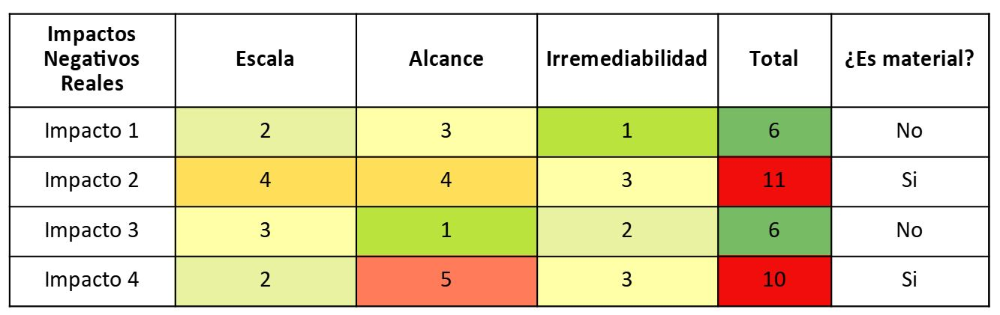 Impactos
Negativos
Reales
Escala
Alcance
Irremediabilidad
Total
¿Es material?
Impacto 1 2 3 1 6 No
Impacto 2 4 4 3 11 Si
Impacto 3 3 1 2 6 No
Impacto 4 2 5 3 10 Si